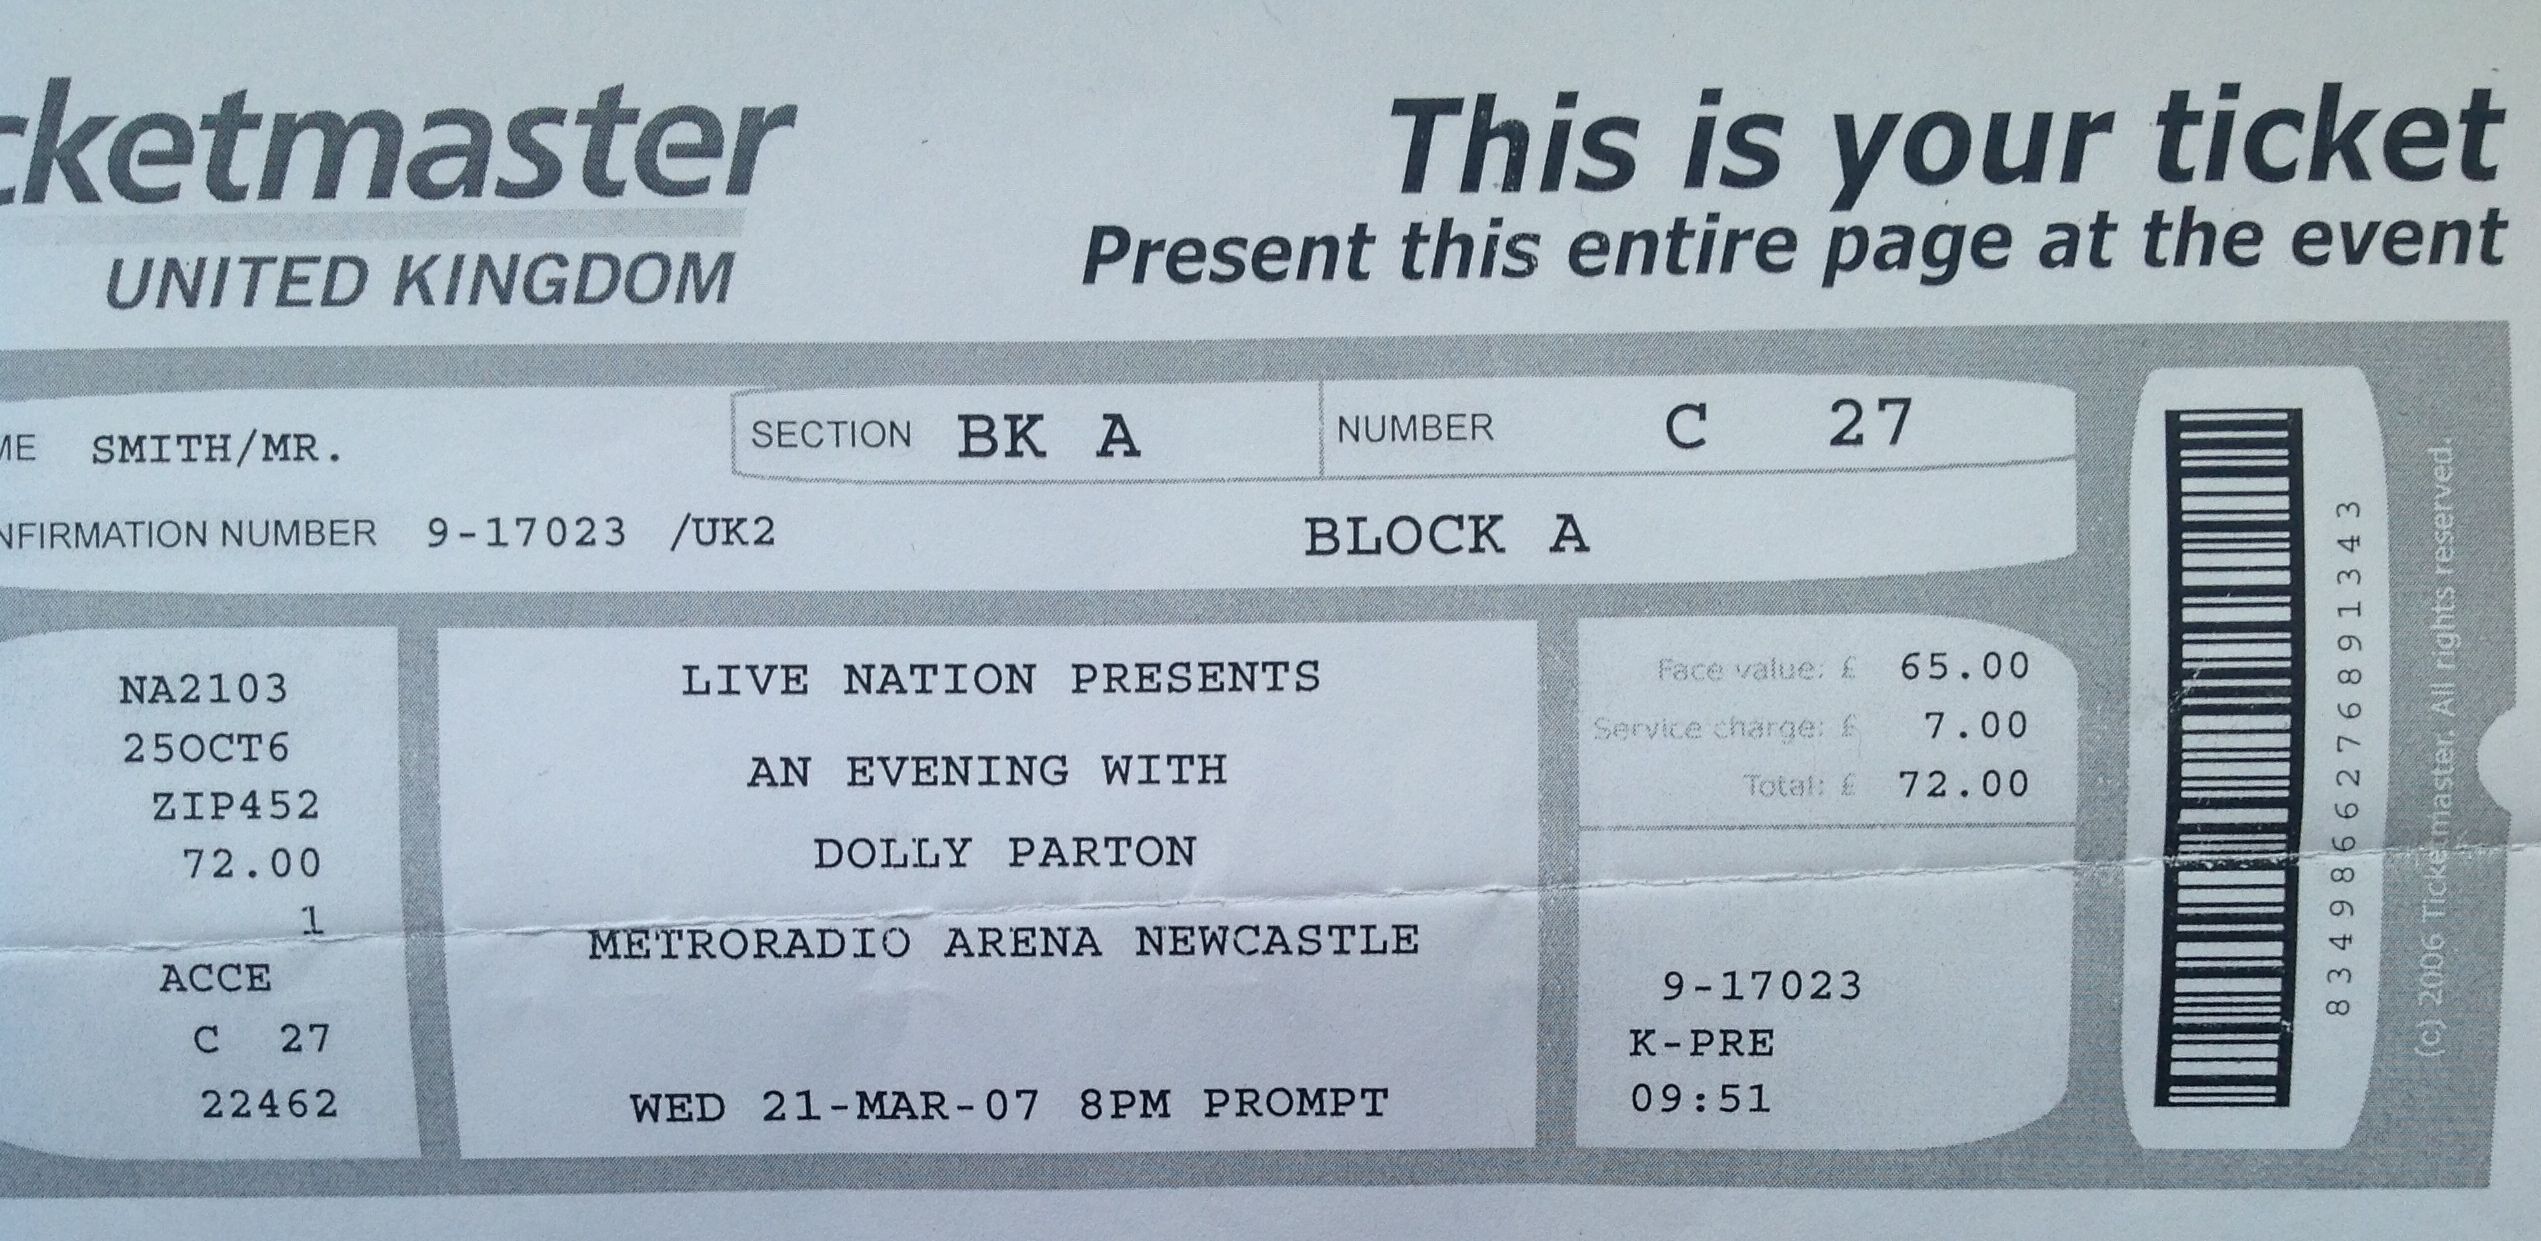 cketmaster
UNITED KINGDOM
This is your ticket
Present this entire page at the event
ME SMITH/MR.
SECTION BK A
NUMBER C 27
NFIRMATION NUMBER 9-17023 /UK2
BLOCK A
NA2103
25OCT6
ZIP452
72.00
1
ACCE
C 27
22462
LIVE NATION PRESENTS
AN EVENING WITH
DOLLY PARTON
METRORADIO ARENA NEWCASTLE
WED 21-MAR-07 8PM PROMPT
Face value: £ 65.00
Service charge: £ 7.00
Total: £ 72.00
9-17023
K-PRE
09:51
8349866276891343
(c) 2006 Ticketmaster. All rights reserved.